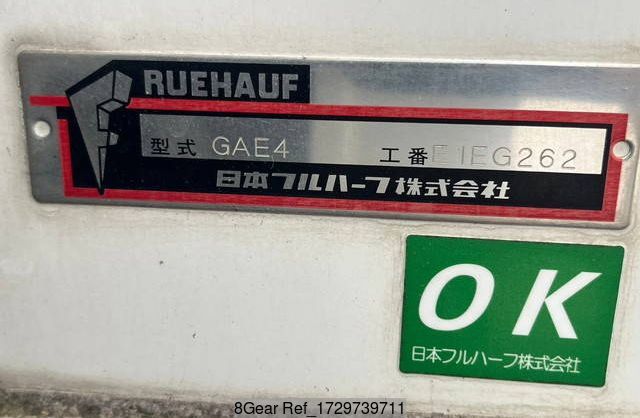 RUEHAUF
型式 GAE4 工番 E1EG262
日本フルハーフ株式会社
OK
日本フルハーフ株式会社
8Gear Ref_1729739711